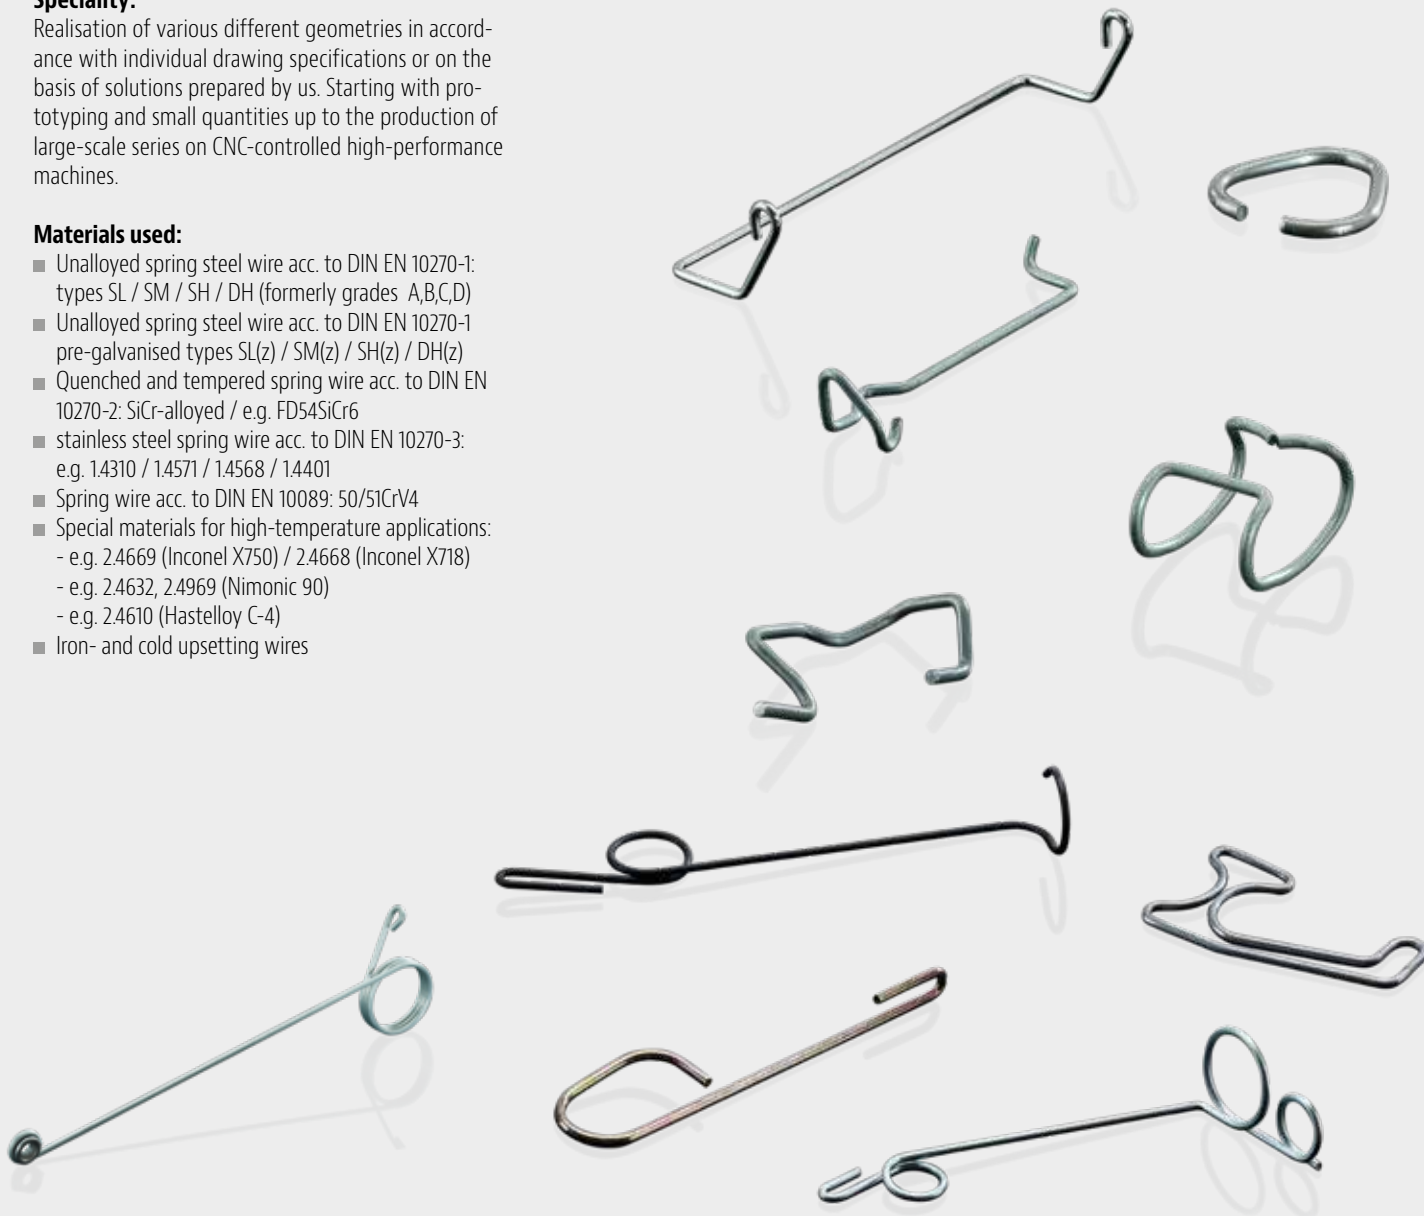 Speciality:
Realisation of various different geometries in accord-
ance with individual drawing specifications or on the
basis of solutions prepared by us. Starting with pro-
totyping and small quantities up to the production of
large-scale series on CNC-controlled high-performance
machines.
Materials used:
Unalloyed spring steel wire acc. to DIN EN 10270-1:
types SL / SM / SH / DH (formerly grades A,B,C,D)
Unalloyed spring steel wire acc. to DIN EN 10270-1
pre-galvanised types SL(z) / SM(z) / SH(z) / DH(z)
Quenched and tempered spring wire acc. to DIN EN
10270-2: SiCr-alloyed / e.g. FD54SiCr6
stainless steel spring wire acc. to DIN EN 10270-3:
e.g. 1.4310 / 1.4571 / 1.4568 / 1.4401
Spring wire acc. to DIN EN 10089: 50/51CrV4
Special materials for high-temperature applications:
- e.g. 2.4669 (Inconel X750) / 2.4668 (Inconel X718)
- e.g. 2.4632, 2.4969 (Nimonic 90)
- e.g. 2.4610 (Hastelloy C-4)
Iron- and cold upsetting wires